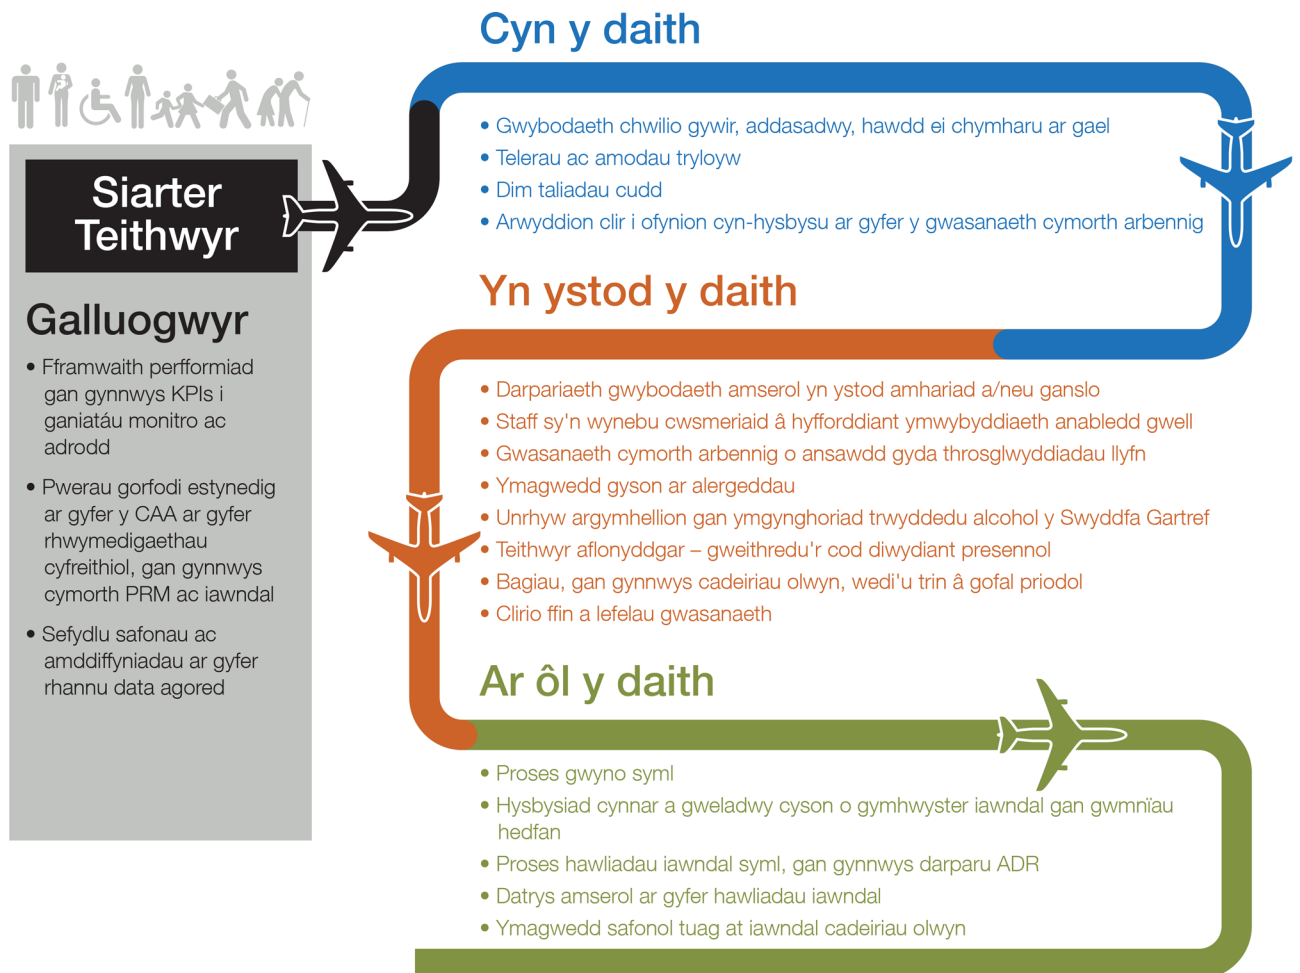 Siarter
Teithwyr
Galluogwyr
• Fframwaith perfformiad
gan gynnwys KPIs i
ganiatáu monitro ac
adrodd
• Pwerau gorfodi estynedig
ar gyfer y CAA ar gyfer
rhwymedigaethau
cyfreithiol, gan gynnwys
cymorth PRM ac iawndal
• Sefydlu safonau ac
amddiffyniadau ar gyfer
rhannu data agored
Cyn y daith
• Gwybodaeth chwilio gywir, addasadwy, hawdd ei chymharu ar gael
• Telerau ac amodau tryloyw
• Dim taliadau cudd
• Arwyddion clir i ofynion cyn-hysbysu ar gyfer y gwasanaeth cymorth arbennig
Yn ystod y daith
• Darpariaeth gwybodaeth amserol yn ystod amhariad a/neu ganslo
• Staff sy'n wynebu cwsmeriaid â hyfforddiant ymwybyddiaeth anabledd gwell
• Gwasanaeth cymorth arbennig o ansawdd gyda throsglwyddiadau llyfn
• Ymagwedd gyson ar alergeddau
• Unrhyw argymhellion gan ymgynghoriad trwyddedu alcohol y Swyddfa Gartref
• Teithwyr aflonyddgar – gweithredu'r cod diwydiant presennol
• Bagiau, gan gynnwys cadeiriau olwyn, wedi'u trin â gofal priodol
• Clirio ffin a lefelau gwasanaeth
Ar ôl y daith
• Proses gwyno syml
• Hysbysiad cynnar a gweladwy cyson o gymhwyster iawndal gan gwmnïau
hedfan
• Proses hawliadau iawndal syml, gan gynnwys darparu ADR
• Datrys amserol ar gyfer hawliadau iawndal
• Ymagwedd safonol tuag at iawndal cadeiriau olwyn